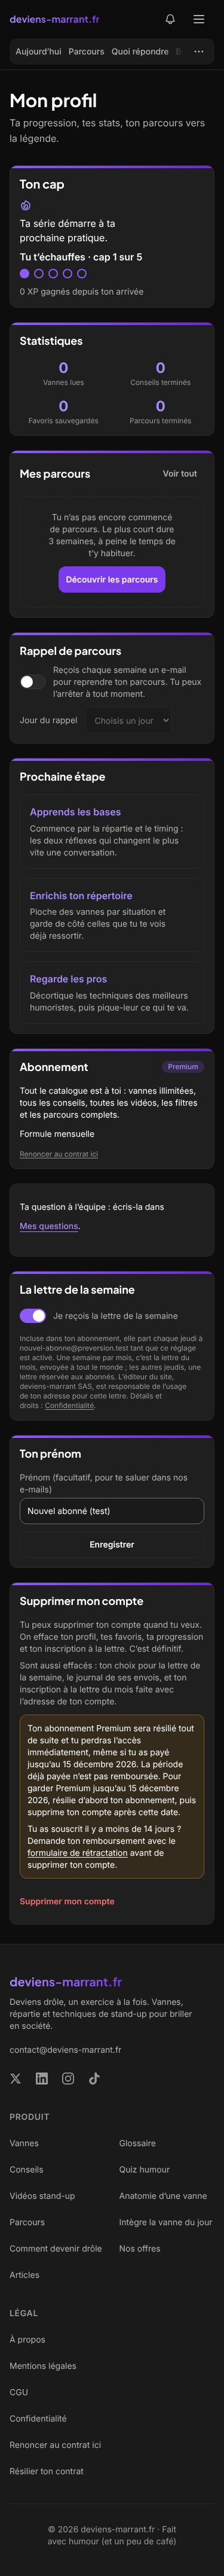 deviens-marrant.fr
Aujourd'hui Parcours Quoi répondre
Mon profil
Ta progression, tes stats, ton parcours vers
la légende.
Ton cap
Ta série démarre à ta
prochaine pratique.
Tu t'échauffes · cap 1 sur 5
0 XP gagnés depuis ton arrivée
Statistiques
0 0
Vannes lues Conseils terminés
0 0
Favoris sauvegardés Parcours terminés
Mes parcours Voir tout
Tu n'as pas encore commencé
de parcours. Le plus court dure
3 semaines, à peine le temps de
t'y habituer.
Découvrir les parcours
Rappel de parcours
Reçois chaque semaine un e-mail
pour reprendre ton parcours. Tu peux
l'arrêter à tout moment.
Jour du rappel Choisis un jour
Prochaine étape
Apprends les bases
Commence par la répartie et le timing :
les deux réflexes qui changent le plus
vite une conversation.
Enrichis ton répertoire
Pioche des vannes par situation et
garde de côté celles que tu te vois
déjà ressortir.
Regarde les pros
Décortique les techniques des meilleurs
humoristes, puis pique-leur ce qui te va.
Abonnement Premium
Tout le catalogue est à toi : vannes illimitées,
tous les conseils, toutes les vidéos, les filtres
et les parcours complets.
Formule mensuelle
Renoncer au contrat ici
Ta question à l'équipe : écris-la dans
Mes questions.
La lettre de la semaine
Je reçois la lettre de la semaine
Incluse dans ton abonnement, elle part chaque jeudi à
nouvel-abonne@preversion.test tant que ce réglage
est activé. Une semaine par mois, c'est la lettre du
mois, envoyée à tout le monde ; les autres jeudis, une
lettre réservée aux abonnés. L'éditeur du site,
deviens-marrant SAS, est responsable de l'usage
de ton adresse pour cette lettre. Détails et
droits : Confidentialité.
Ton prénom
Prénom (facultatif, pour te saluer dans nos
e-mails)
Nouvel abonné (test)
Enregistrer
Supprimer mon compte
Tu peux supprimer ton compte quand tu veux.
On efface ton profil, tes favoris, ta progression
et ton inscription à la lettre. C'est définitif.
Sont aussi effacés : ton choix pour la lettre de
la semaine, le journal de ses envois, et ton
inscription à la lettre du mois faite avec
l'adresse de ton compte.
Ton abonnement Premium sera résilié tout
de suite et tu perdras l'accès
immédiatement, même si tu as payé
jusqu'au 15 décembre 2026. La période
déjà payée n'est pas remboursée. Pour
garder Premium jusqu'au 15 décembre
2026, résilie d'abord ton abonnement, puis
supprime ton compte après cette date.
Tu as souscrit il y a moins de 14 jours ?
Demande ton remboursement avec le
formulaire de rétractation avant de
supprimer ton compte.
Supprimer mon compte
deviens-marrant.fr
Deviens drôle, un exercice à la fois. Vannes,
répartie et techniques de stand-up pour briller
en société.
contact@deviens-marrant.fr
PRODUIT
Vannes Glossaire
Conseils Quiz humour
Vidéos stand-up Anatomie d'une vanne
Parcours Intègre la vanne du jour
Comment devenir drôle Nos offres
Articles
LÉGAL
À propos
Mentions légales
CGU
Confidentialité
Renoncer au contrat ici
Résilier ton contrat
© 2026 deviens-marrant.fr · Fait
avec humour (et un peu de café)